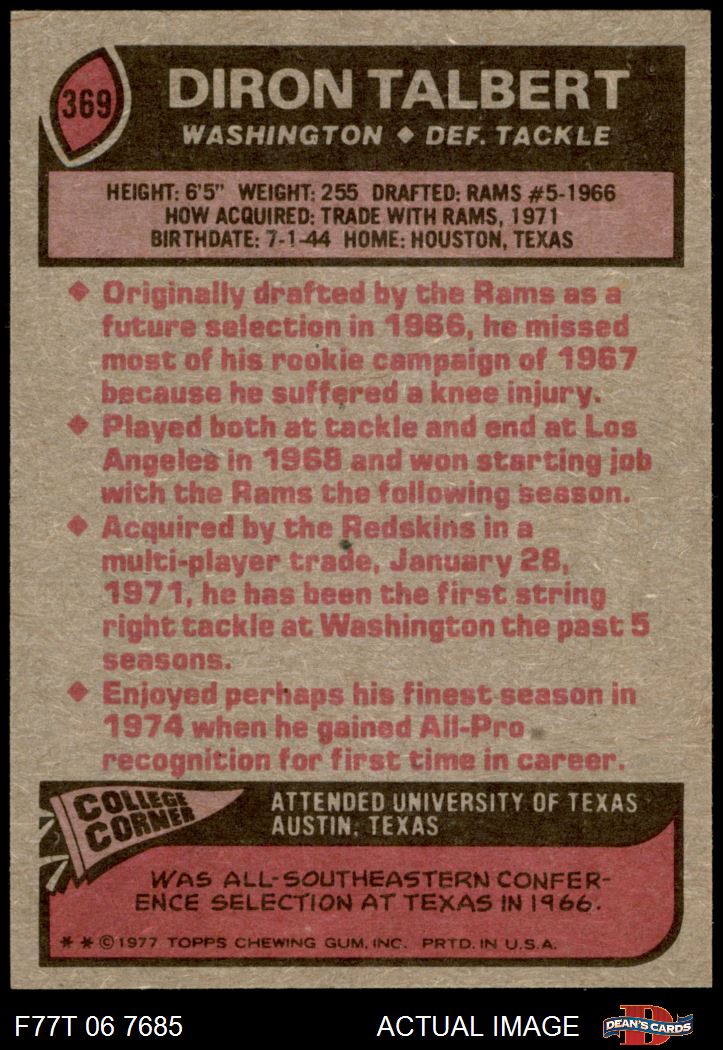 369
DIRON TALBERT
WASHINGTON ◆ DEF. TACKLE
HEIGHT: 6'5" WEIGHT: 255 DRAFTED: RAMS #5-1966
HOW ACQUIRED: TRADE WITH RAMS, 1971
BIRTHDATE: 7-1-44 HOME: HOUSTON, TEXAS
◆ Originally drafted by the Rams as a
future selection in 1966, he missed
most of his rookie campaign of 1967
because he suffered a knee injury.
◆ Played both at tackle and end at Los
Angeles in 1968 and won starting job
with the Rams the following season.
◆ Acquired by the Redskins in a
multi-player trade, January 28,
1971, he has been the first string
right tackle at Washington the past 5
seasons.
◆ Enjoyed perhaps his finest season in
1974 when he gained All-Pro
recognition for first time in career.
COLLEGE
CORNER
ATTENDED UNIVERSITY OF TEXAS
AUSTIN, TEXAS
WAS ALL-SOUTHEASTERN CONFER-
ENCE SELECTION AT TEXAS IN 1966.
* * © 1977 TOPPS CHEWING GUM, INC. PRTD. IN U.S.A.
F77T 06 7685
ACTUAL IMAGE
D
DEAN'S CARDS